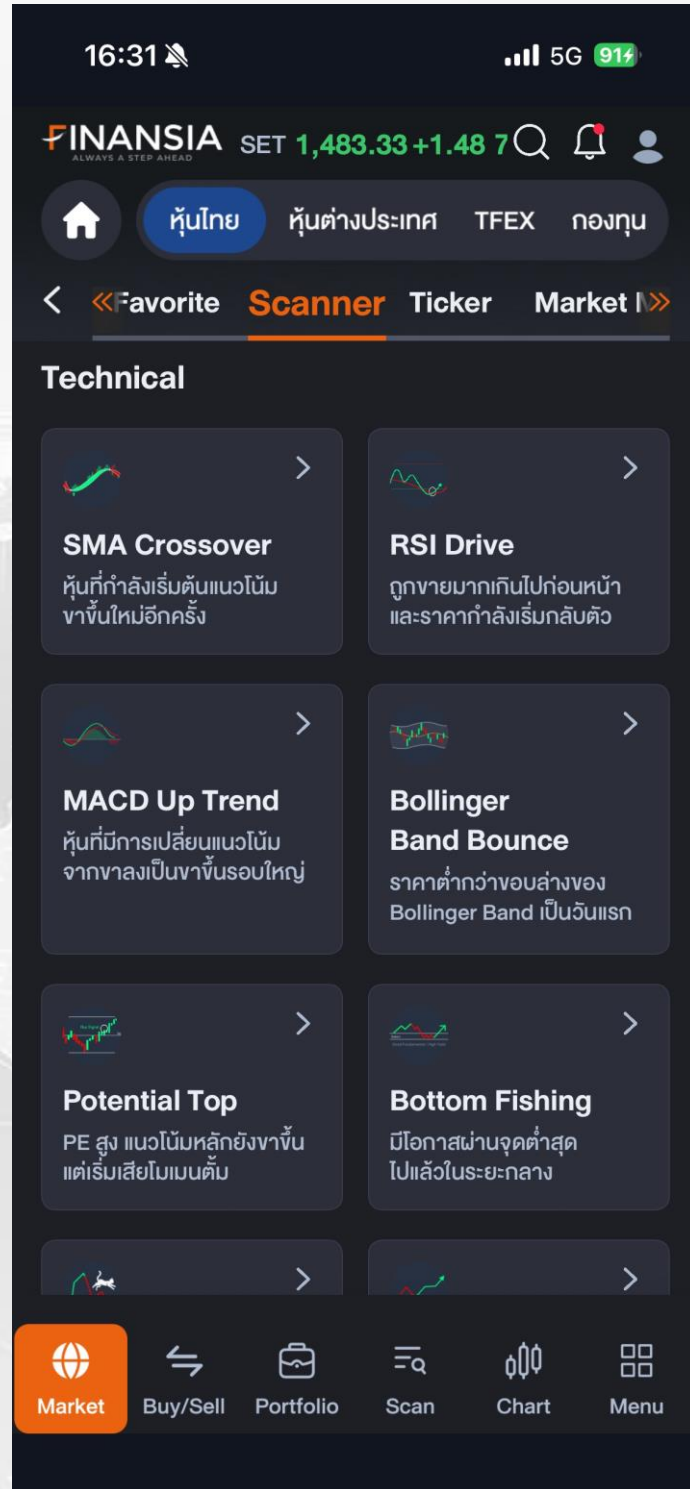 16:31
5G 91
FINANSIA
ALWAYS A STEP AHEAD
SET 1,483.33 +1.48 7
หุ้นไทย หุ้นต่างประเทศ TFEX กองทุน
Favorite Scanner Ticker Market
Technical
SMA Crossover
หุ้นที่กำลังเริ่มต้นแนวโน้ม
ขาขึ้นใหม่อีกครั้ง
RSI Drive
ถูกขายมากเกินไปก่อนหน้า
และราคากำลังเริ่มกลับตัว
MACD Up Trend
หุ้นที่มีการเปลี่ยนแนวโน้ม
จากขาลงเป็นขาขึ้นรอบใหญ่
Bollinger
Band Bounce
ราคาต่ำกว่าขอบล่างของ
Bollinger Band เป็นวันแรก
Potential Top
PE สูง แนวโน้มหลักยังขาขึ้น
แต่เริ่มเสียโมเมนตั้ม
Bottom Fishing
มีโอกาสผ่านจุดต่ำสุด
ไปแล้วในระยะกลาง
Market Buy/Sell Portfolio Scan Chart Menu